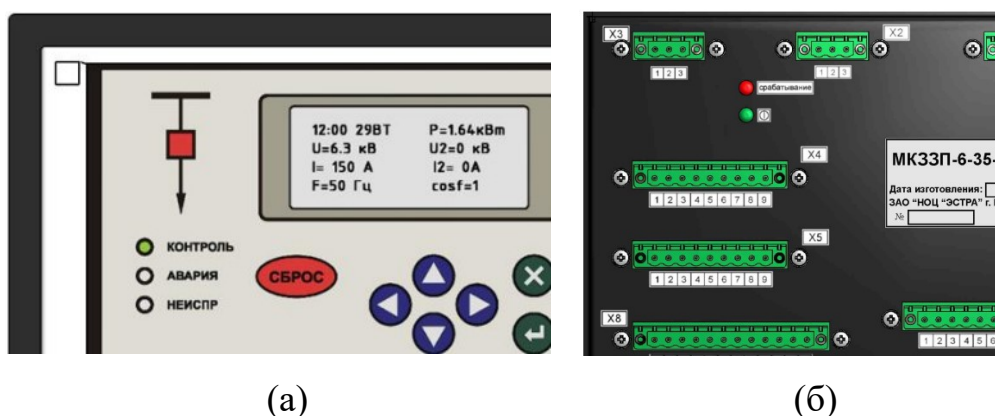 12:00 29ВТ P=1.64кВт
U=6.3 кВ U2=0 кВ
I= 150 А I2= 0А
F=50 Гц cosf=1
КОНТРОЛЬ
АВАРИЯ
НЕИСПР
СБРОС
X3
1 2 3
X2
1 2 3
срабатывание
X4
1 2 3 4 5 6 7 8 9
МКЗЗП-6-35-
Дата изготовления:
ЗАО "НОЦ "ЭСТРА" г.
№
X5
1 2 3 4 5 6 7 8 9
X8
1 2 3 4 5 6
(а)
(б)